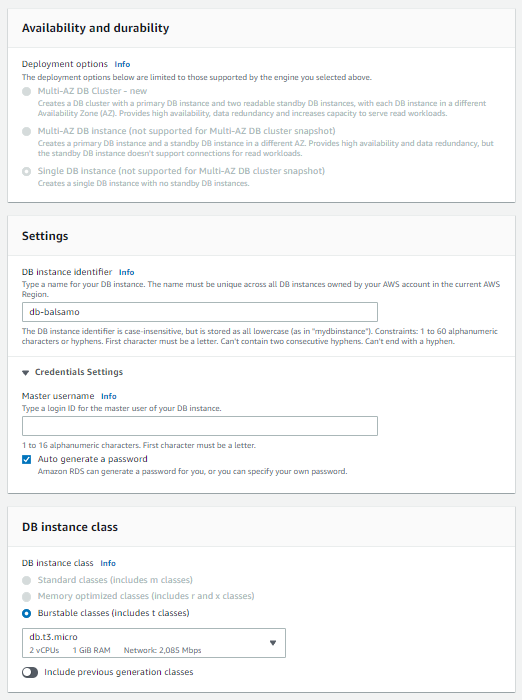 Availability and durability
Deployment options Info
The deployment options below are limited to those supported by the engine you selected above.
Multi-AZ DB Cluster - new
Creates a DB cluster with a primary DB instance and two readable standby DB instances, with each DB instance in a different
Availability Zone (AZ). Provides high availability, data redundancy and increases capacity to serve read workloads.
Multi-AZ DB instance (not supported for Multi-AZ DB cluster snapshot)
Creates a primary DB instance and a standby DB instance in a different AZ. Provides high availability and data redundancy, but
the standby DB instance doesn't support connections for read workloads.
Single DB instance (not supported for Multi-AZ DB cluster snapshot)
Creates a single DB instance with no standby DB instances.
Settings
DB instance identifier Info
Type a name for your DB instance. The name must be unique across all DB instances owned by your AWS account in the current AWS
Region.
db-balsamo
The DB instance identifier is case-insensitive, but is stored as all lowercase (as in "mydbinstance"). Constraints: 1 to 60 alphanumeric
characters or hyphens. First character must be a letter. Can't contain two consecutive hyphens. Can't end with a hyphen.
Credentials Settings
Master username Info
Type a login ID for the master user of your DB instance.
1 to 16 alphanumeric characters. First character must be a letter.
Auto generate a password
Amazon RDS can generate a password for you, or you can specify your own password.
DB instance class
DB instance class Info
Standard classes (includes m classes)
Memory optimized classes (includes r and x classes)
Burstable classes (includes t classes)
db.t3.micro
2 vCPUs 1 GiB RAM Network: 2,085 Mbps
Include previous generation classes